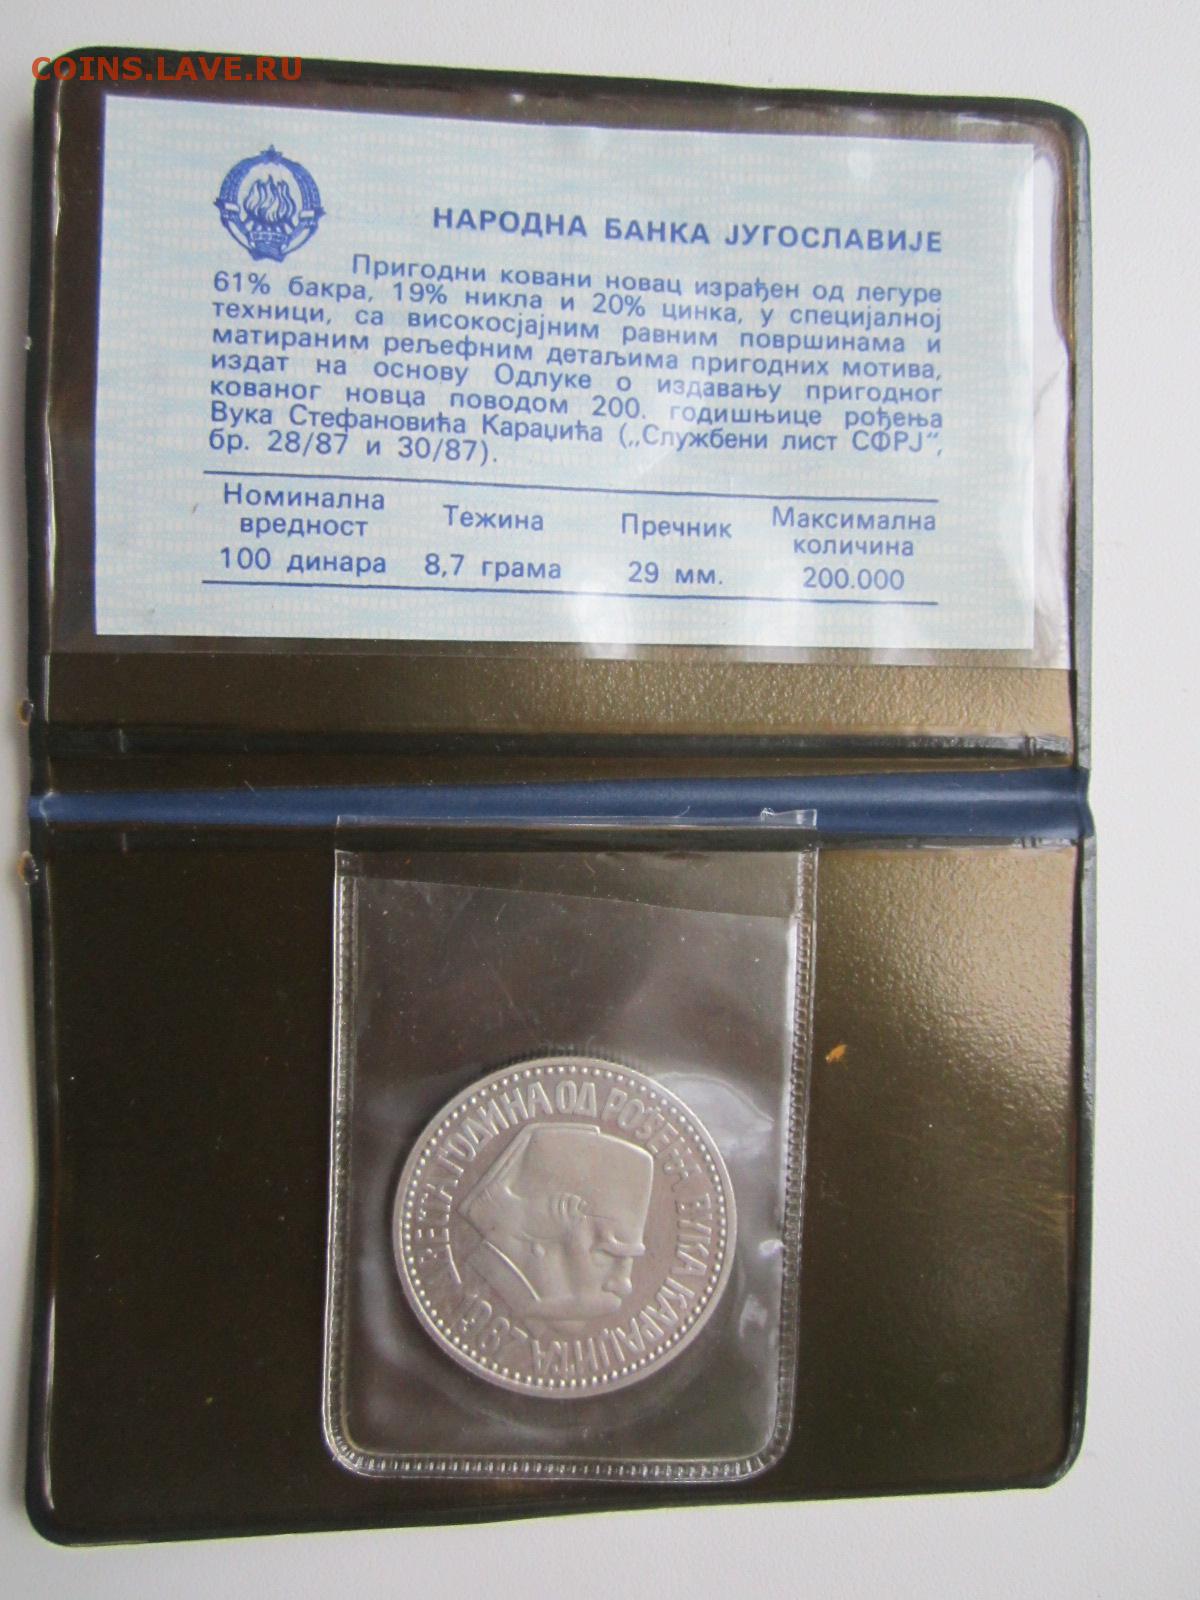 COINS.LAVE.RU
НАРОДНА БАНКА ЈУГОСЛАВИЈЕ
Пригодни ковани новац израђен од легуре
61% бакра, 19% никла и 20% цинка, у специјалној
техници, са високосјајним равним површинама и
матираним рељефним детаљима пригодних мотива,
издат на основу Одлуке о издавању пригодног
кованог новца поводом 200. годишњице рођења
Вука Стефановића Караџића („Службени лист СФРЈ“,
бр. 28/87 и 30/87).
Номинална
вредност
Тежина
Пречник
Максимална
количина
100 динара
8,7 грама
29 мм.
200.000
ГОДИНА ОД РОЂЕЊА ВУКА КАРАЏИЋА